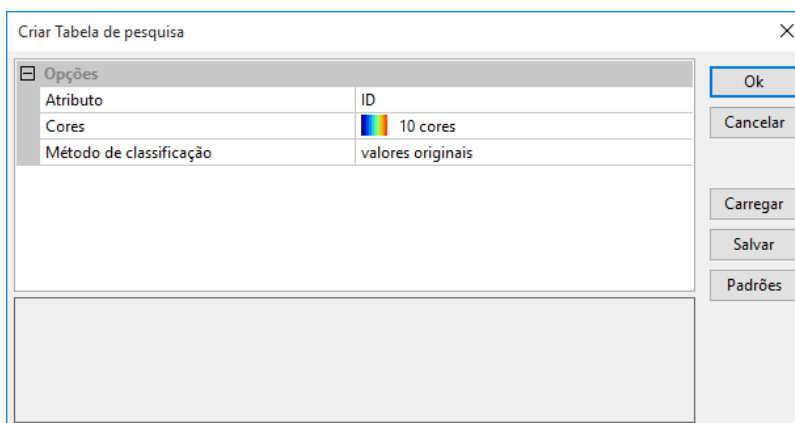 Criar Tabela de pesquisa
Opções
Atributo ID
Cores 10 cores
Método de classificação valores originais
Ok
Cancelar
Carregar
Salvar
Padrões